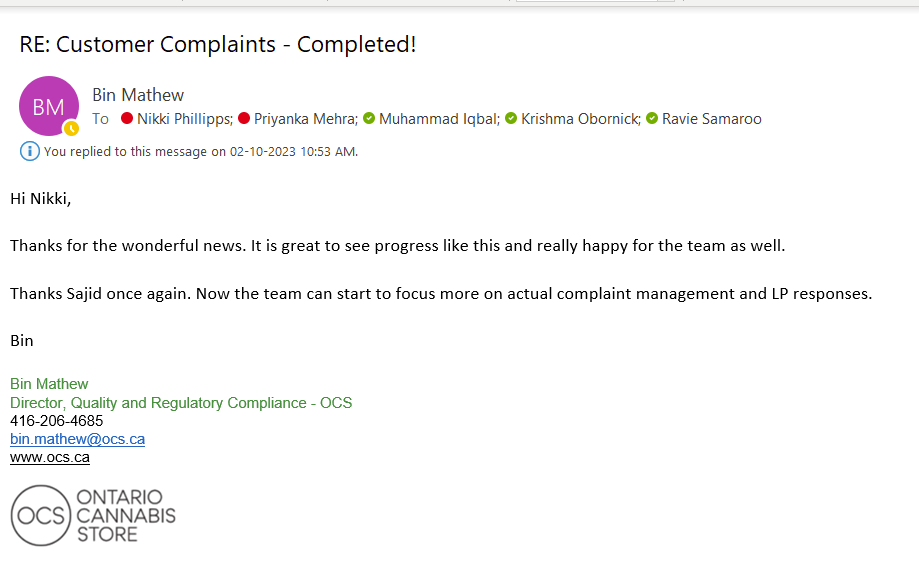 RE: Customer Complaints - Completed!
BM
Bin Mathew
To Nikki Phillipps; Priyanka Mehra; Muhammad Iqbal; Krishma Obornick; Ravie Samaroo
You replied to this message on 02-10-2023 10:53 AM.
Hi Nikki,
Thanks for the wonderful news. It is great to see progress like this and really happy for the team as well.
Thanks Sajid once again. Now the team can start to focus more on actual complaint management and LP responses.
Bin
Bin Mathew
Director, Quality and Regulatory Compliance - OCS
416-206-4685
bin.mathew@ocs.ca
www.ocs.ca
OCS
ONTARIO
CANNABIS
STORE